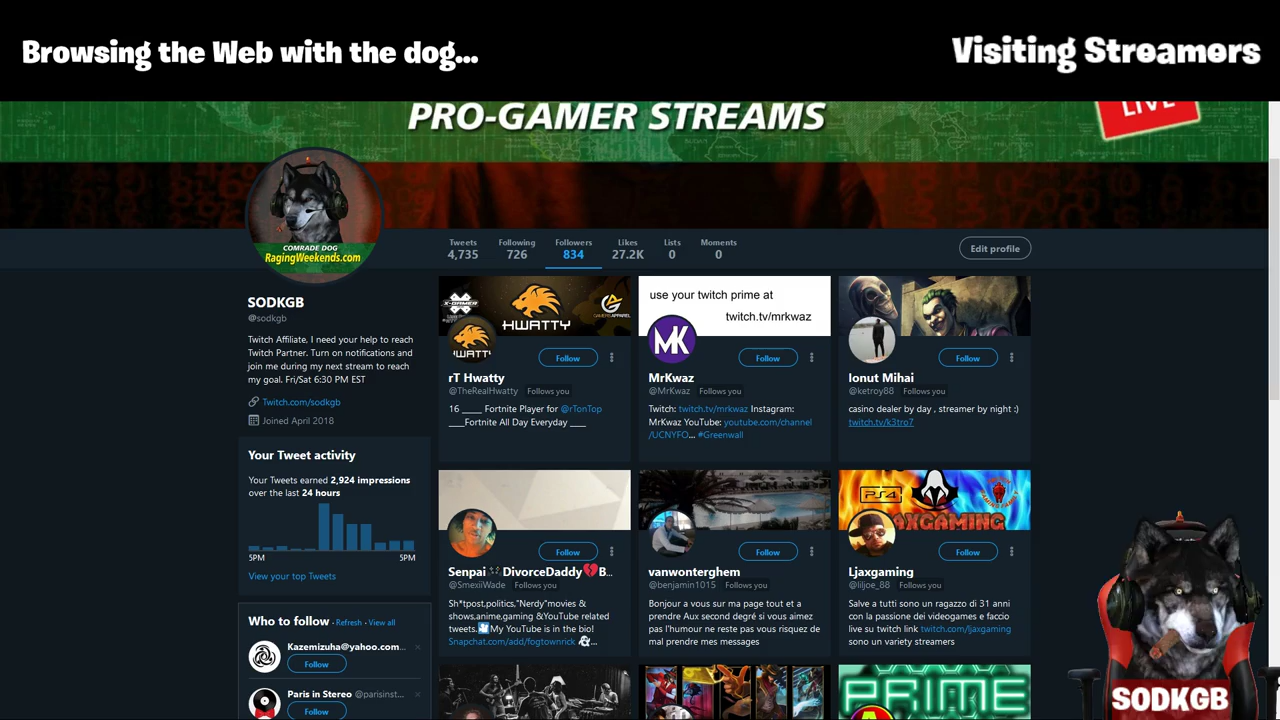 Browsing the Web with the dog...
Visiting Streamers
PRO-GAMER STREAMS
LIVE
COMRADE DOG
RagingWeekends.com
Tweets
4,735
Following
726
Followers
834
Likes
27.2K
Lists
0
Moments
0
Edit profile
SODKGB
@sodkgb
Twitch Affiliate, I need your help to reach
Twitch Partner. Turn on notifications and
join me during my next stream to reach
my goal. Fri/Sat 6:30 PM EST
Twitch.com/sodkgb
Joined April 2018
Your Tweet activity
Your Tweets earned 2,924 impressions
over the last 24 hours
5PM
5PM
View your top Tweets
Who to follow · Refresh · View all
Kazemizuha@yahoo.com...
Follow
Paris in Stereo @parisinst...
Follow
X-GAMER
HWATTY
GAMERSAPPAREL
WATTY
Follow
rT Hwatty
@TheRealHwatty Follows you
16 ____ Fortnite Player for @rTonTop
____Fortnite All Day Everyday ____
use your twitch prime at
twitch.tv/mrkwaz
MK
Follow
MrKwaz
@MrKwaz Follows you
Twitch: twitch.tv/mrkwaz Instagram:
MrKwaz YouTube: youtube.com/channel
/UCNYFO... #Greenwall
Follow
Ionut Mihai
@ketroy88 Follows you
casino dealer by day , streamer by night :)
twitch.tv/k3tro7
Follow
Senpai DivorceDaddy💔B...
@SmexiiWade Follows you
Sh*tpost,politics,"Nerdy"movies &
shows,anime,gaming &YouTube related
tweets.🎦My YouTube is in the bio!
Snapchat.com/add/fogtownrick ...
Follow
vanwonterghem
@benjamin1015 Follows you
Bonjour a vous sur ma page tout et a
prendre Aux second degré si vous aimez
pas l'humour ne reste pas vous risquez de
mal prendre mes messages
PS4
AXGAMING
Follow
Ljaxgaming
@liljoe_88 Follows you
Salve a tutti sono un ragazzo di 31 anni
con la passione dei videogames e faccio
live su twitch link twitch.com/ljaxgaming
sono un variety streamers
PRIME
SODKGB